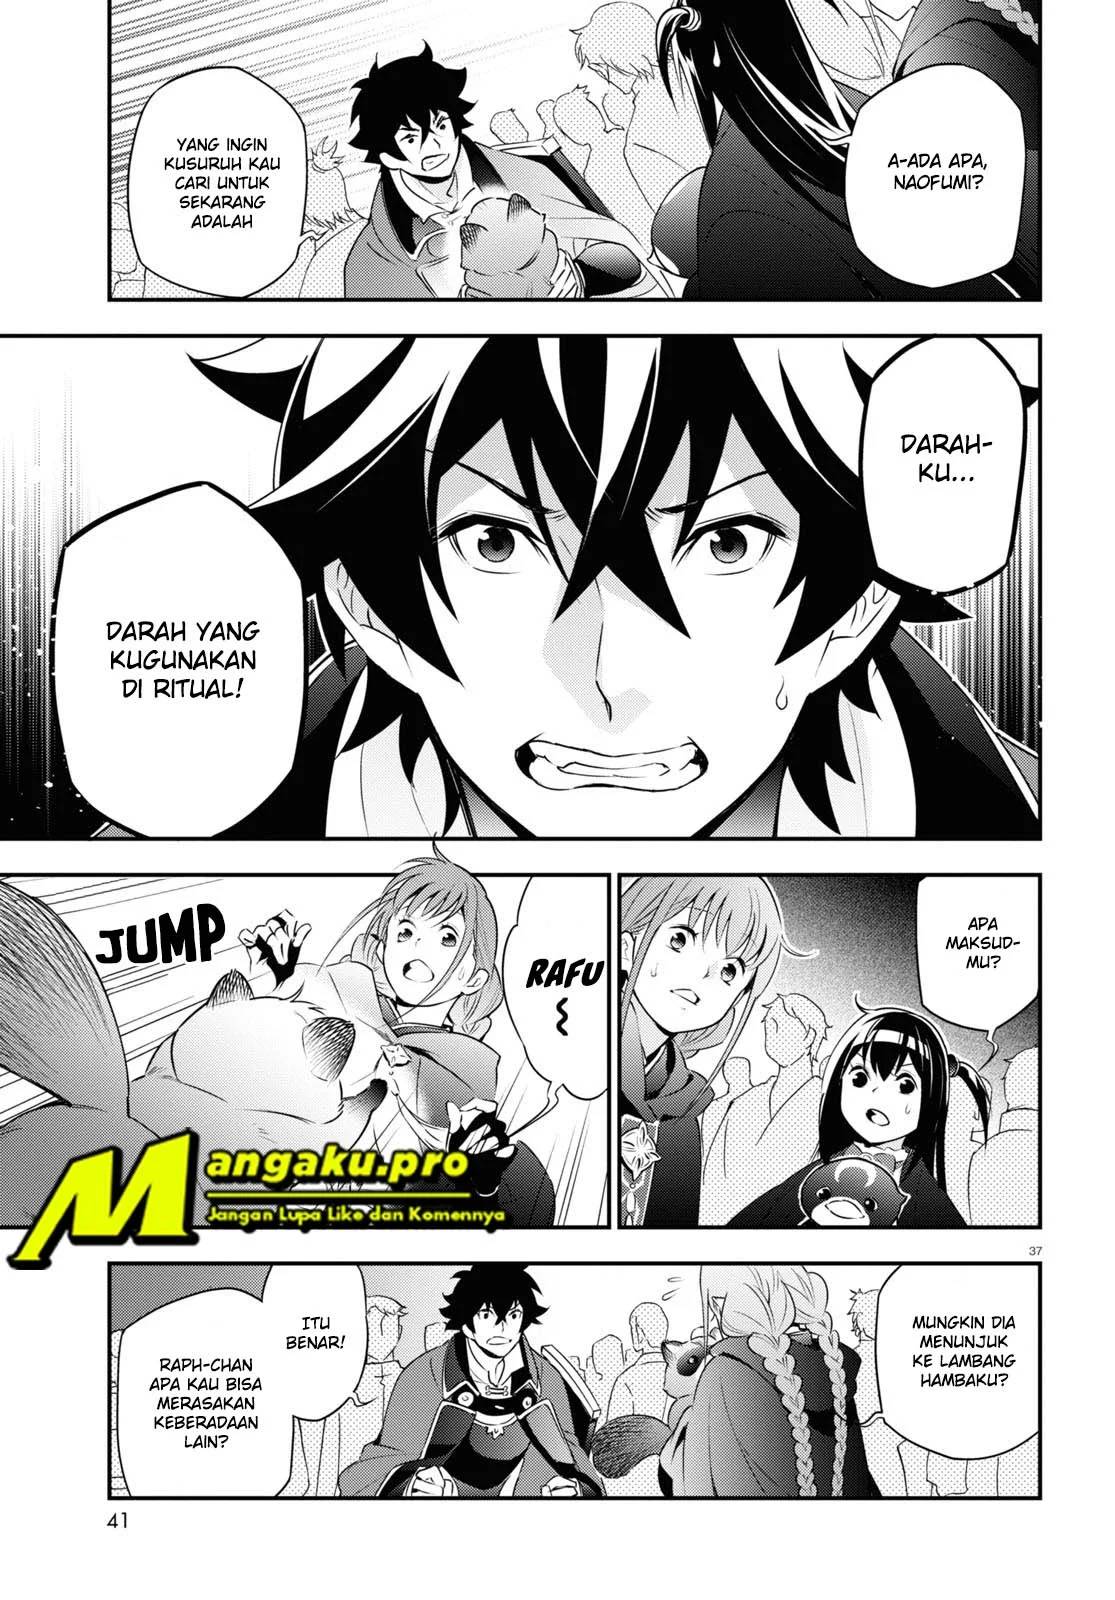 A-ADA APA,
NAOFUMI?
YANG INGIN
KUSURUH KAU
CARI UNTUK
SEKARANG
ADALAH
DARAH-
KU...
DARAH YANG
KUGUNAKAN
DI RITUAL!
APA
MAKSUD-
MU?
RAFU~
JUMP
Mangaku.pro
Jangan Lupa Like dan Komennya
37
MUNGKIN DIA
MENUNJUK
KE LAMBANG
HAMBAKU?
ITU
BENAR!
RAPH-CHAN
APA KAU BISA
MERASAKAN
KEBERADAAN
LAIN?
41